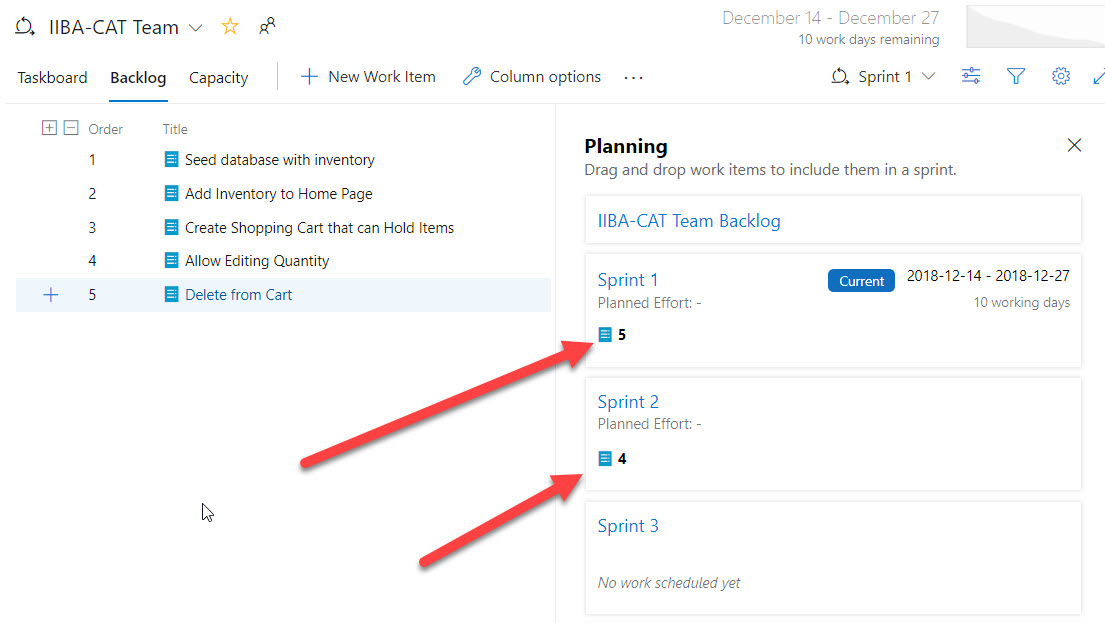 IIBA-CAT Team
December 14 - December 27
10 work days remaining
Taskboard Backlog Capacity New Work Item Column options ... Sprint 1
Order Title
1 Seed database with inventory
2 Add Inventory to Home Page
3 Create Shopping Cart that can Hold Items
4 Allow Editing Quantity
5 Delete from Cart
Planning
Drag and drop work items to include them in a sprint.
IIBA-CAT Team Backlog
Sprint 1 Current 2018-12-14 - 2018-12-27
Planned Effort: - 10 working days
5
Sprint 2
Planned Effort: -
4
Sprint 3
No work scheduled yet